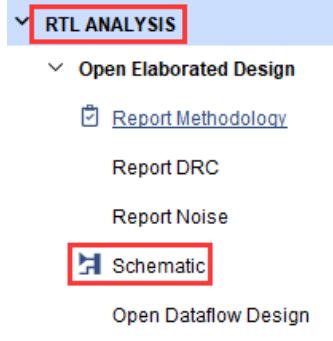 RTL ANALYSIS
Open Elaborated Design
Report Methodology
Report DRC
Report Noise
Schematic
Open Dataflow Design